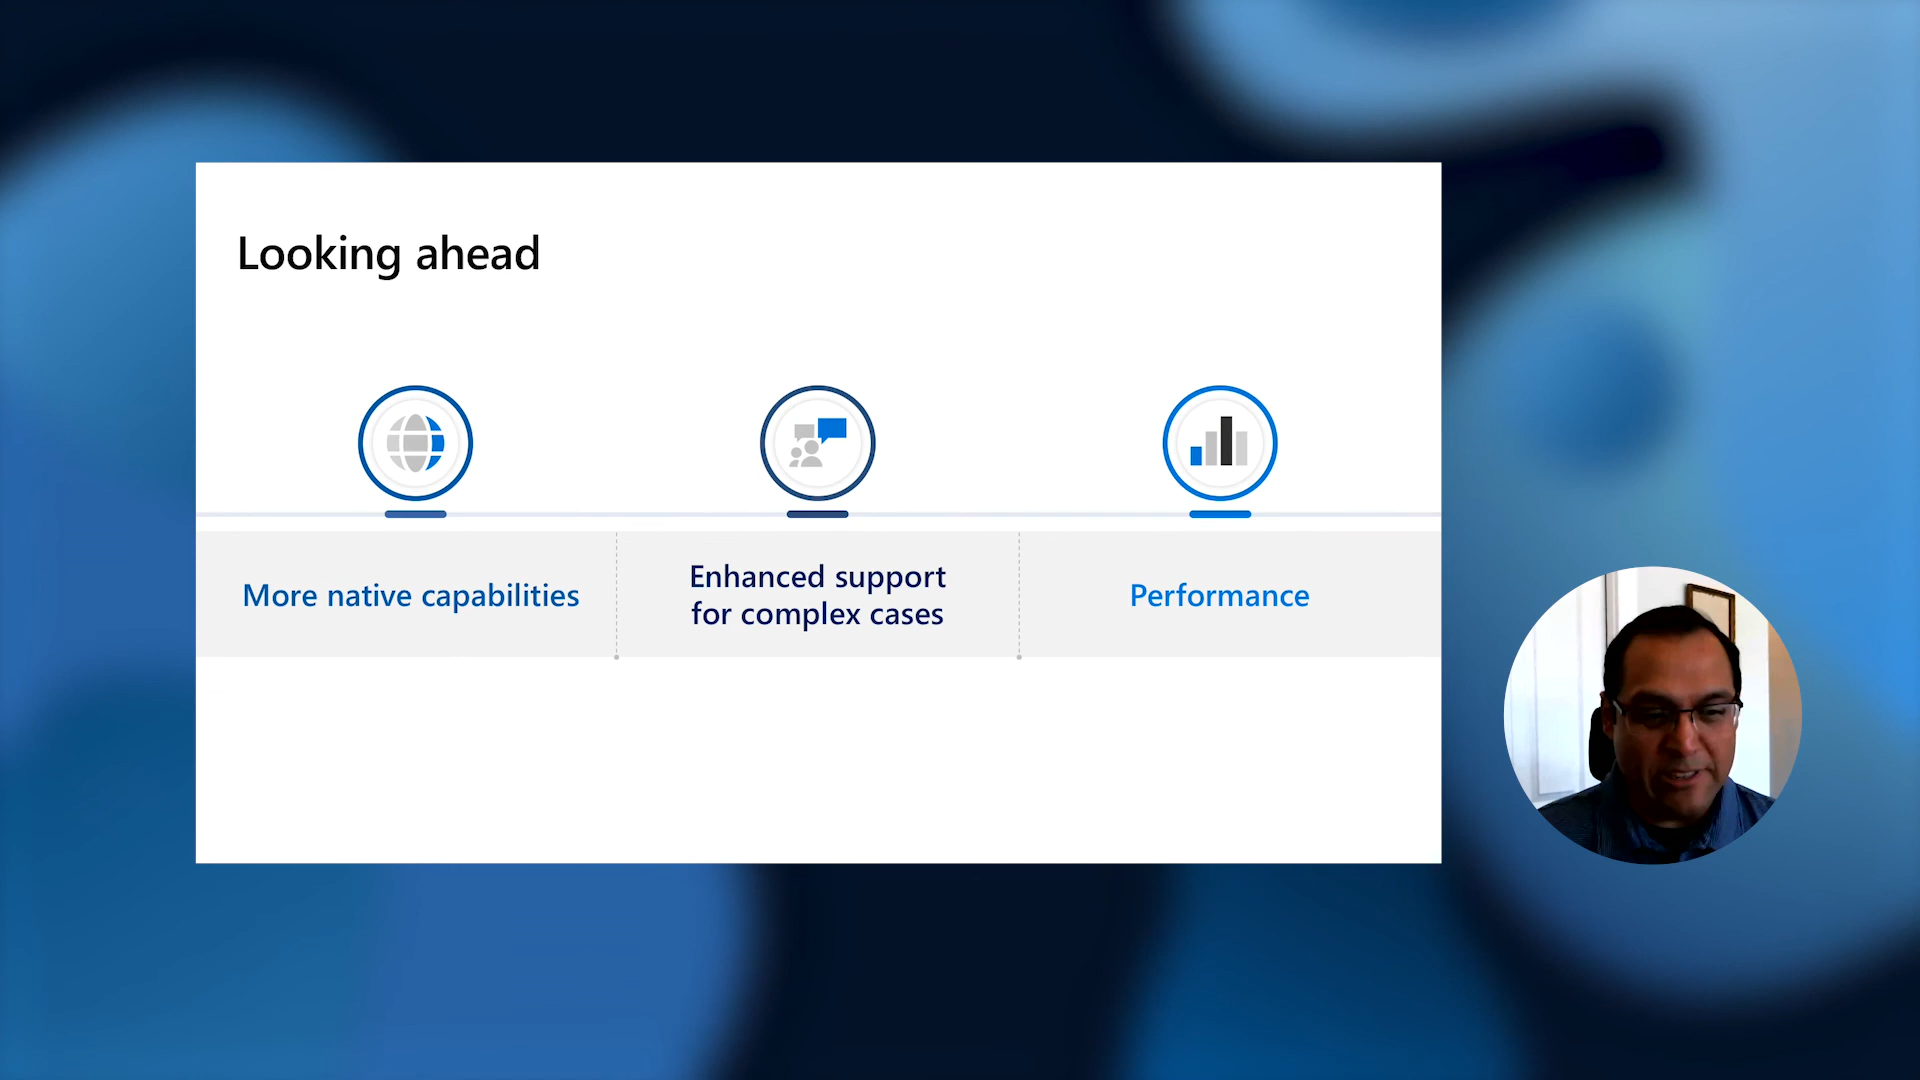 Looking ahead
More native capabilities
Enhanced support
for complex cases
Performance